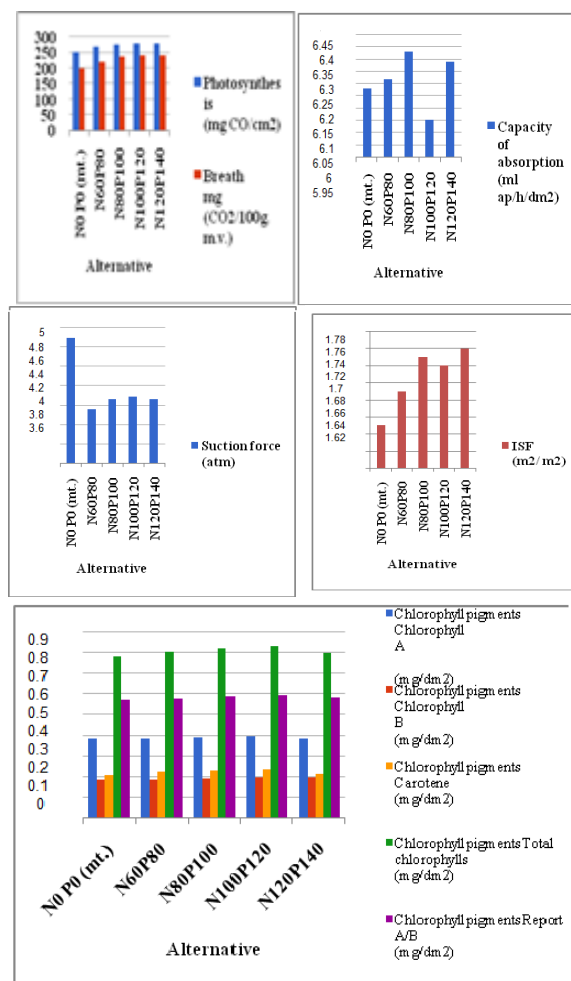 300
250
200
150
100
50
0
N0 P0 (mt.)
N60P80
N80P100
N100P120
N120P140
Alternative
Photosynthes
is
(mg CO/cm2)
Breath
mg
(CO2/100g
m.v.)
6.45
6.4
6.35
6.3
6.25
6.2
6.15
6.1
6.05
6
5.95
N0 P0 (mt.)
N60P80
N80P100
N100P120
N120P140
Alternative
Capacity
of
absorption
(ml
ap/h/dm2)
5
4.8
4.6
4.4
4.2
4
3.8
3.6
N0 P0 (mt.)
N60P80
N80P100
N100P120
N120P140
Alternative
Suction force
(atm)
1.78
1.76
1.74
1.72
1.7
1.68
1.66
1.64
1.62
N0 P0 (mt.)
N60P80
N80P100
N100P120
N120P140
Alternative
ISF
(m2/ m2)
0.9
0.8
0.7
0.6
0.5
0.4
0.3
0.2
0.1
0
N0 P0 (mt.)
N60P80
N80P100
N100P120
N120P140
Alternative
Chlorophyll pigments
Chlorophyll
A
(mg/dm2)
Chlorophyll pigments
Chlorophyll
B
(mg/dm2)
Chlorophyll pigments
Carotene
(mg/dm2)
Chlorophyll pigments Total
chlorophylls
(mg/dm2)
Chlorophyll pigments Report
A/B
(mg/dm2)